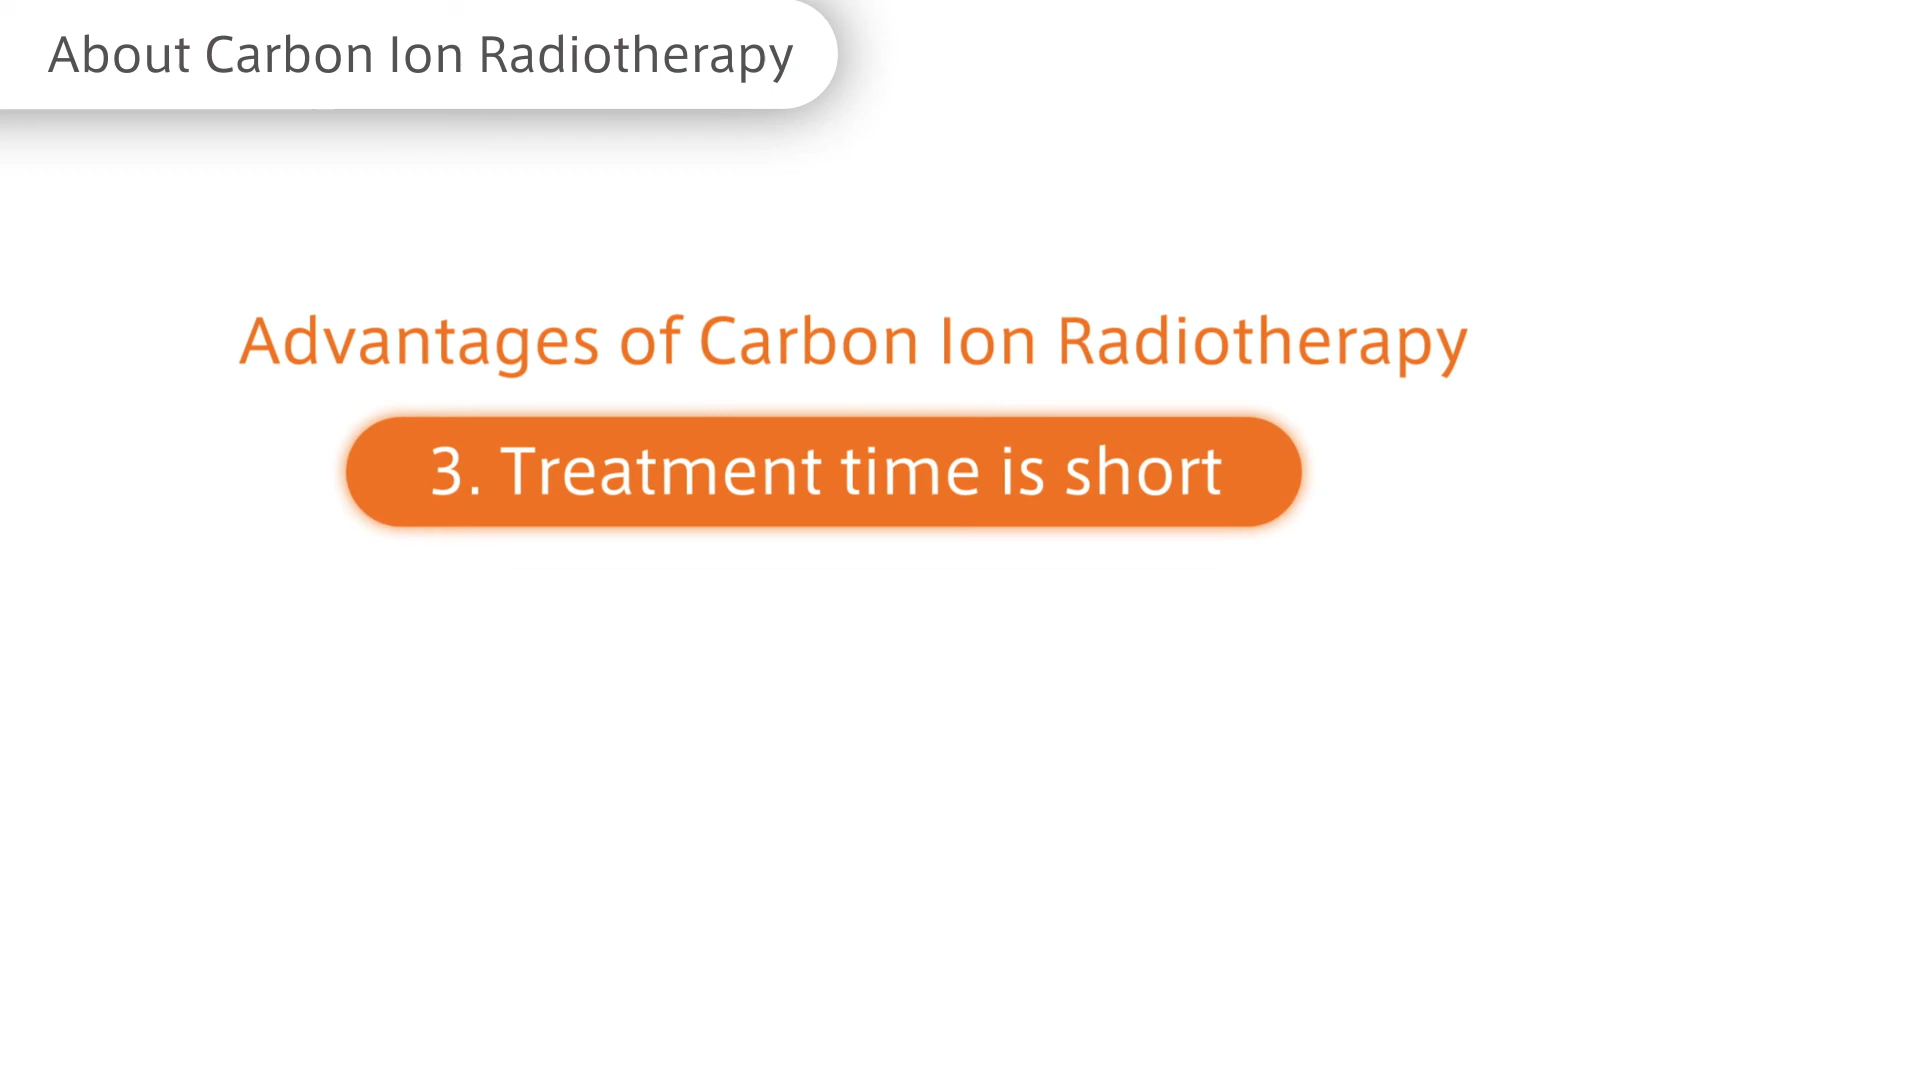 About Carbon Ion Radiotherapy
Advantages of Carbon Ion Radiotherapy
3. Treatment time is short